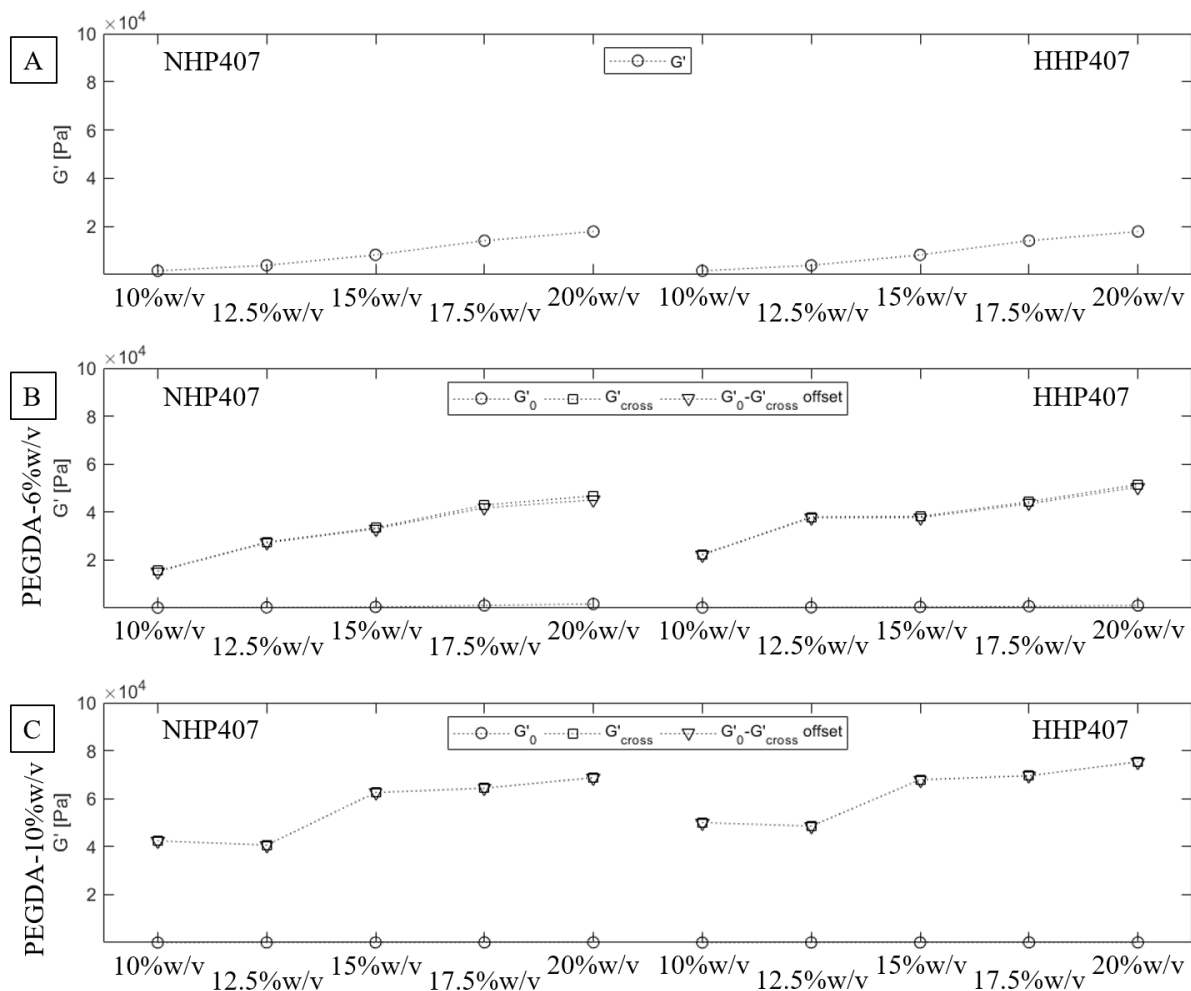 ×10⁴
A
NHP407
G'
HHP407
10
8
6
4
2
G' [Pa]
10%w/v 12.5%w/v 15%w/v 17.5%w/v 20%w/v 10%w/v 12.5%w/v 15%w/v 17.5%w/v 20%w/v
×10⁴
B
NHP407
G'₀ G'cross G'₀-G'cross offset
HHP407
10
8
6
4
2
PEGDA-6%w/v
G' [Pa]
10%w/v 12.5%w/v 15%w/v 17.5%w/v 20%w/v 10%w/v 12.5%w/v 15%w/v 17.5%w/v 20%w/v
×10⁴
C
NHP407
G'₀ G'cross G'₀-G'cross offset
HHP407
10
8
6
4
2
PEGDA-10%w/v
G' [Pa]
10%w/v 12.5%w/v 15%w/v 17.5%w/v 20%w/v 10%w/v 12.5%w/v 15%w/v 17.5%w/v 20%w/v